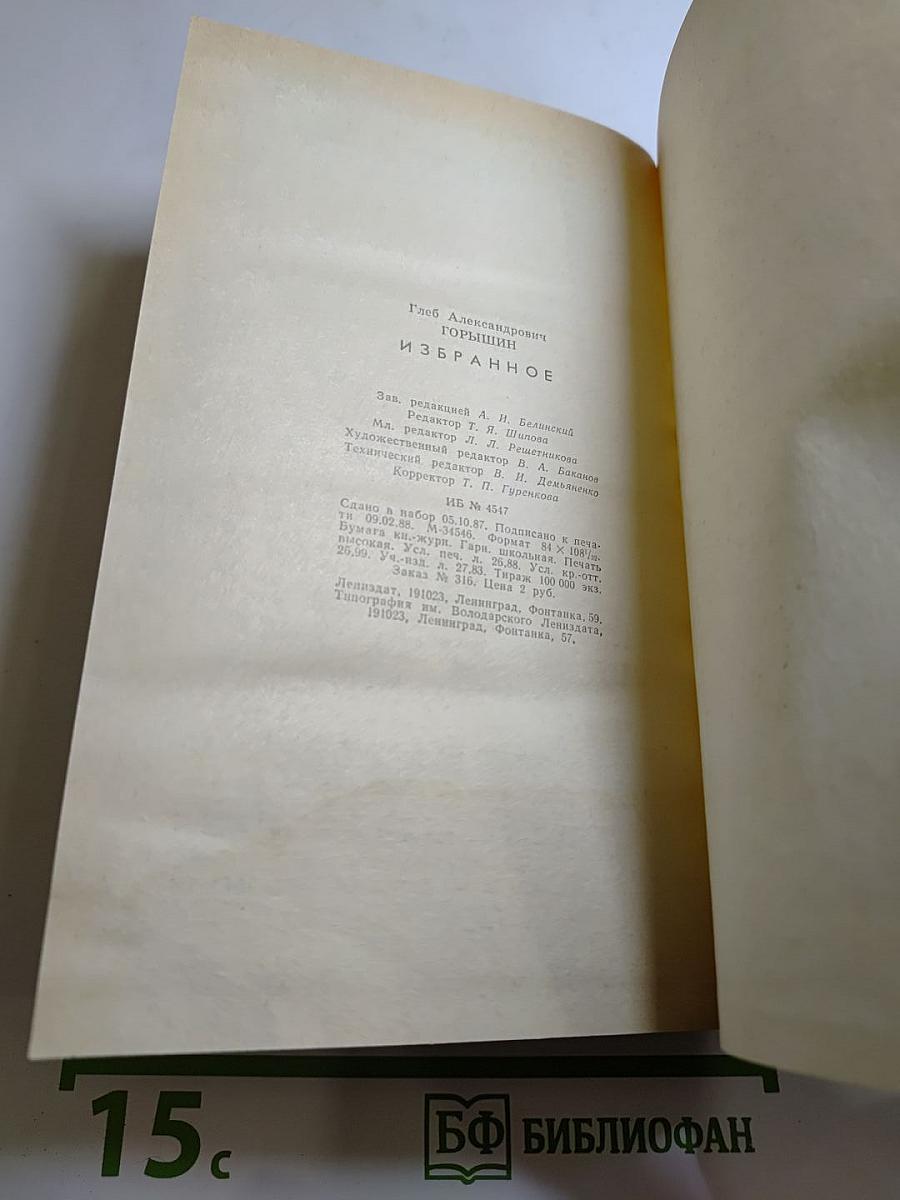 Глеб Александрович
ГОРЫШИН
ИЗБРАННОЕ
Зав. редакцией А. И. Белинский
Редактор Т. Я. Шипова
Мл. редактор Л. Л. Решетникова
Художественный редактор В. А. Баканов
Технический редактор В. И. Демьяненко
Корректор Т. П. Гуренкова
ИБ № 4547
Сдано в набор 05.10.87. Подписано к печа-
ти 09.02.88. М-34546. Формат 84 × 108¹/₃₂.
Бумага кн.-журн. Гарн. школьная. Печать
высокая. Усл. печ. л. 26,88. Усл. кр.-отт.
26,99. Уч.-изд. л. 27,83. Тираж 100 000 экз.
Заказ № 316. Цена 2 руб.
Лениздат, 191023, Ленинград, Фонтанка, 59.
Типография им. Володарского Лениздата,
191023, Ленинград, Фонтанка, 57.
15 с
БФ БИБЛИОФАН